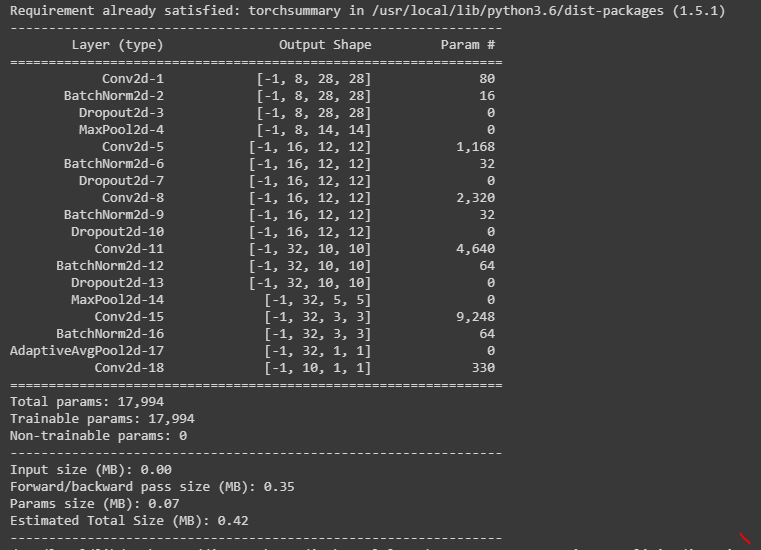 Requirement already satisfied: torchsummary in /usr/local/lib/python3.6/dist-packages (1.5.1)
----------------------------------------------------------------
Layer (type) Output Shape Param #
================================================================
Conv2d-1 [-1, 8, 28, 28] 80
BatchNorm2d-2 [-1, 8, 28, 28] 16
Dropout2d-3 [-1, 8, 28, 28] 0
MaxPool2d-4 [-1, 8, 14, 14] 0
Conv2d-5 [-1, 16, 12, 12] 1,168
BatchNorm2d-6 [-1, 16, 12, 12] 32
Dropout2d-7 [-1, 16, 12, 12] 0
Conv2d-8 [-1, 16, 12, 12] 2,320
BatchNorm2d-9 [-1, 16, 12, 12] 32
Dropout2d-10 [-1, 16, 12, 12] 0
Conv2d-11 [-1, 32, 10, 10] 4,640
BatchNorm2d-12 [-1, 32, 10, 10] 64
Dropout2d-13 [-1, 32, 10, 10] 0
MaxPool2d-14 [-1, 32, 5, 5] 0
Conv2d-15 [-1, 32, 3, 3] 9,248
BatchNorm2d-16 [-1, 32, 3, 3] 64
AdaptiveAvgPool2d-17 [-1, 32, 1, 1] 0
Conv2d-18 [-1, 10, 1, 1] 330
================================================================
Total params: 17,994
Trainable params: 17,994
Non-trainable params: 0
----------------------------------------------------------------
Input size (MB): 0.00
Forward/backward pass size (MB): 0.35
Params size (MB): 0.07
Estimated Total Size (MB): 0.42
----------------------------------------------------------------